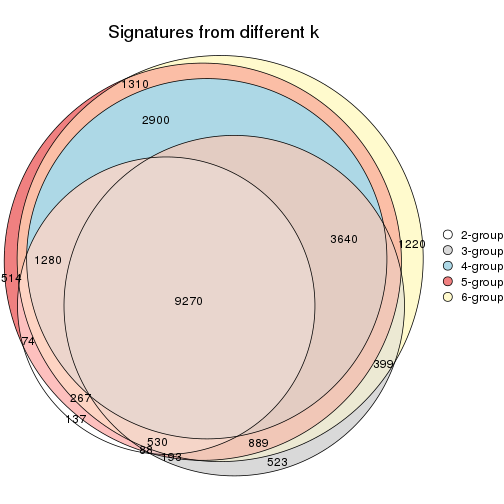 Signatures from different k
1310
2900
3640
1220
1280
514
9270
74
399
267
137
530
889
88
193
523
2-group
3-group
4-group
5-group
6-group